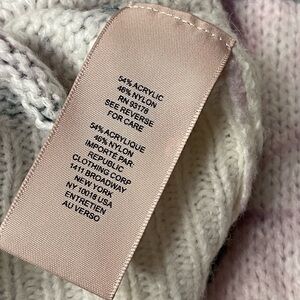 54% ACRYLIC
46% NYLON
RN 93178
SEE REVERSE
FOR CARE
54% ACRYLIQUE
46% NYLON
IMPORTE PAR:
REPUBLIC
CLOTHING CORP
1411 BROADWAY
NEW YORK
NY 10018 USA
ENTRETIEN
AU VERSO